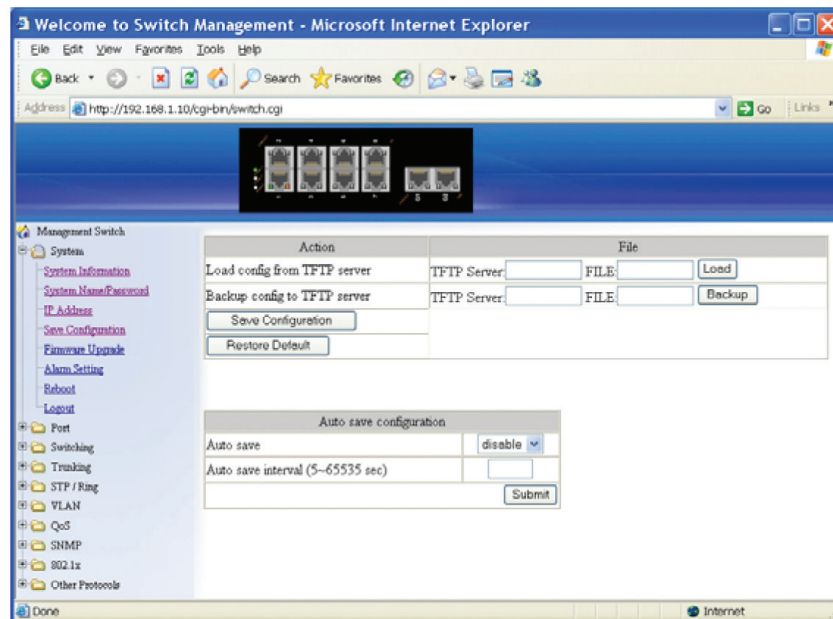 Welcome to Switch Management - Microsoft Internet Explorer
File Edit View Favorites Tools Help
Back Search Favorites
Address http://192.168.1.10/cgi-bin/switch.cgi Go Links
Management Switch
System
System Information
System Name/Password
IP Address
Save Configuration
Firmware Upgrade
Alarm Setting
Reboot
Logout
Port
Switching
Trunking
STP / Ring
VLAN
QoS
SNMP
802.1x
Other Protocols
Action File
Load config from TFTP server TFTP Server: FILE: Load
Backup config to TFTP server TFTP Server: FILE: Backup
Save Configuration
Restore Default
Auto save configuration
Auto save disable
Auto save interval (5~65535 sec)
Submit
Done Internet